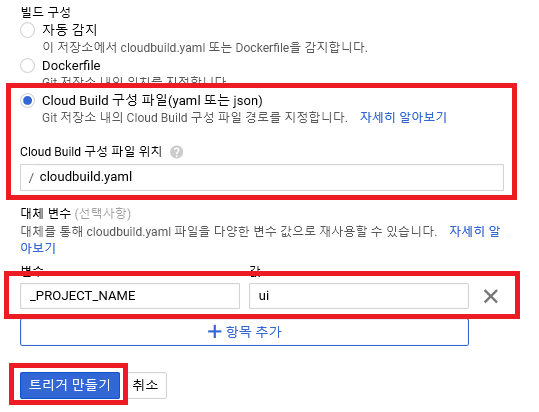 빌드 구성
자동 감지
이 저장소에서 cloudbuild.yaml 또는 Dockerfile을 감지합니다.
Dockerfile
Git 저장소 내의 위치를 지정합니다.
Cloud Build 구성 파일(yaml 또는 json)
Git 저장소 내의 Cloud Build 구성 파일 경로를 지정합니다. 자세히 알아보기
Cloud Build 구성 파일 위치 ?
/ cloudbuild.yaml
대체 변수 (선택사항)
대체를 통해 cloudbuild.yaml 파일을 다양한 변수 값으로 재사용할 수 있습니다. 자세히 알
아보기
변수 값
_PROJECT_NAME ui
+ 항목 추가
트리거 만들기 취소